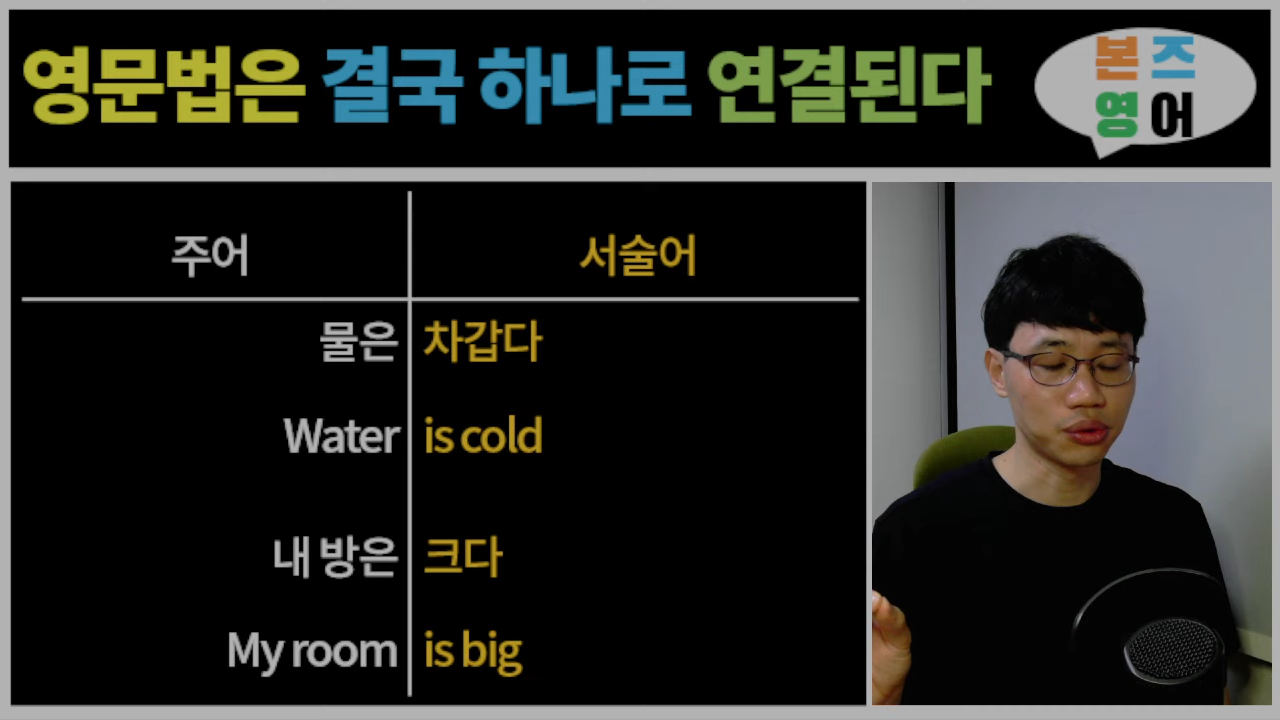 영문법은 결국 하나로 연결된다
본즈
영어
주어 서술어
물은 차갑다
Water is cold
내 방은 크다
My room is big